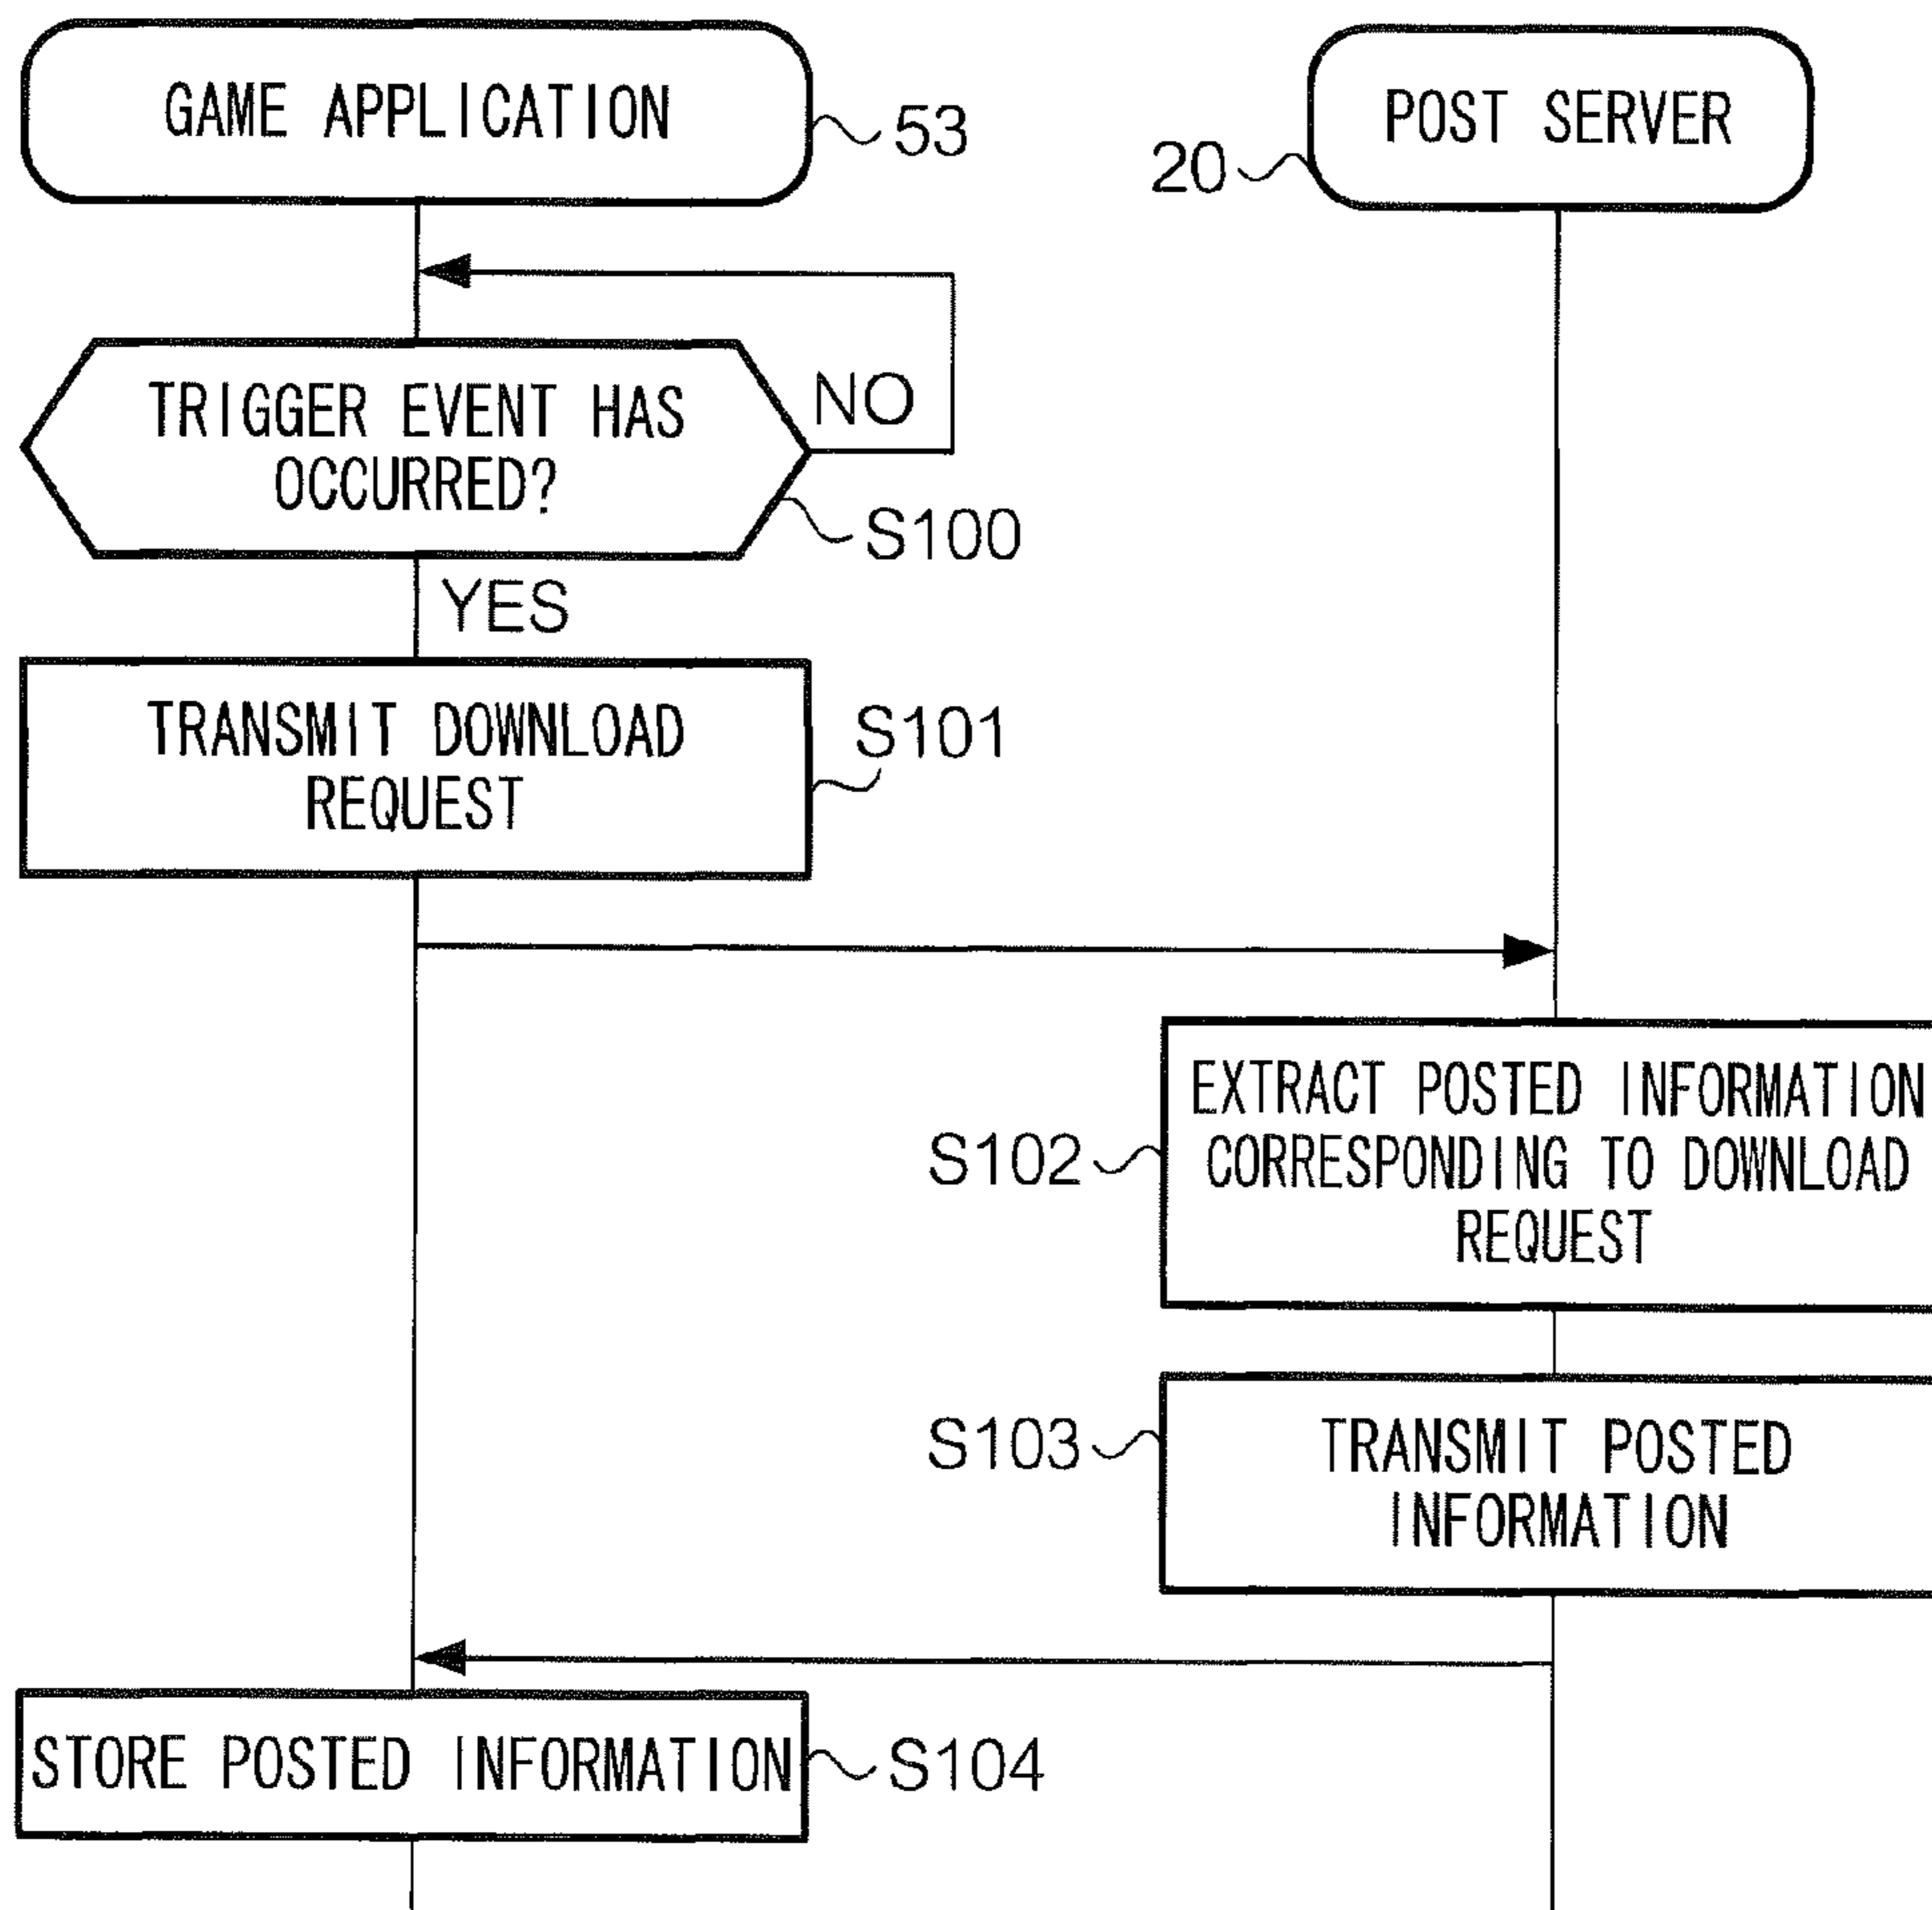 GAME APPLICATION
53
POST SERVER
20
TRIGGER EVENT HAS
OCCURRED?
NO
S100
YES
TRANSMIT DOWNLOAD
REQUEST
S101
EXTRACT POSTED INFORMATION
CORRESPONDING TO DOWNLOAD
REQUEST
S102
TRANSMIT POSTED
INFORMATION
S103
STORE POSTED INFORMATION
S104